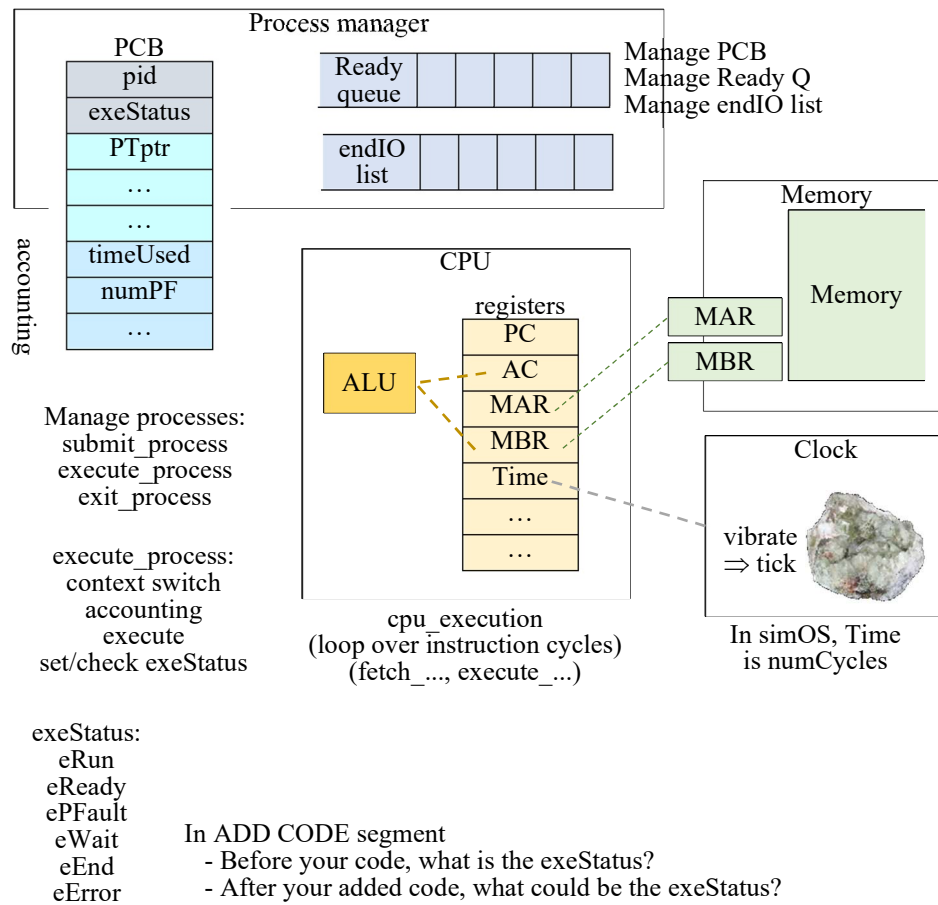 Process manager
PCB
pid
exeStatus
PTptr
…
…
timeUsed
numPF
…
accounting
Ready
queue
endIO
list
Manage PCB
Manage Ready Q
Manage endIO list
CPU
registers
PC
AC
MAR
MBR
Time
…
…
ALU
Memory
Memory
MAR
MBR
Clock
vibrate
⇒ tick
In simOS, Time
is numCycles
cpu_execution
(loop over instruction cycles)
(fetch_..., execute_...)
Manage processes:
submit_process
execute_process
exit_process
execute_process:
context switch
accounting
execute
set/check exeStatus
exeStatus:
eRun
eReady
ePFault
eWait
eEnd
eError
In ADD CODE segment
- Before your code, what is the exeStatus?
- After your added code, what could be the exeStatus?